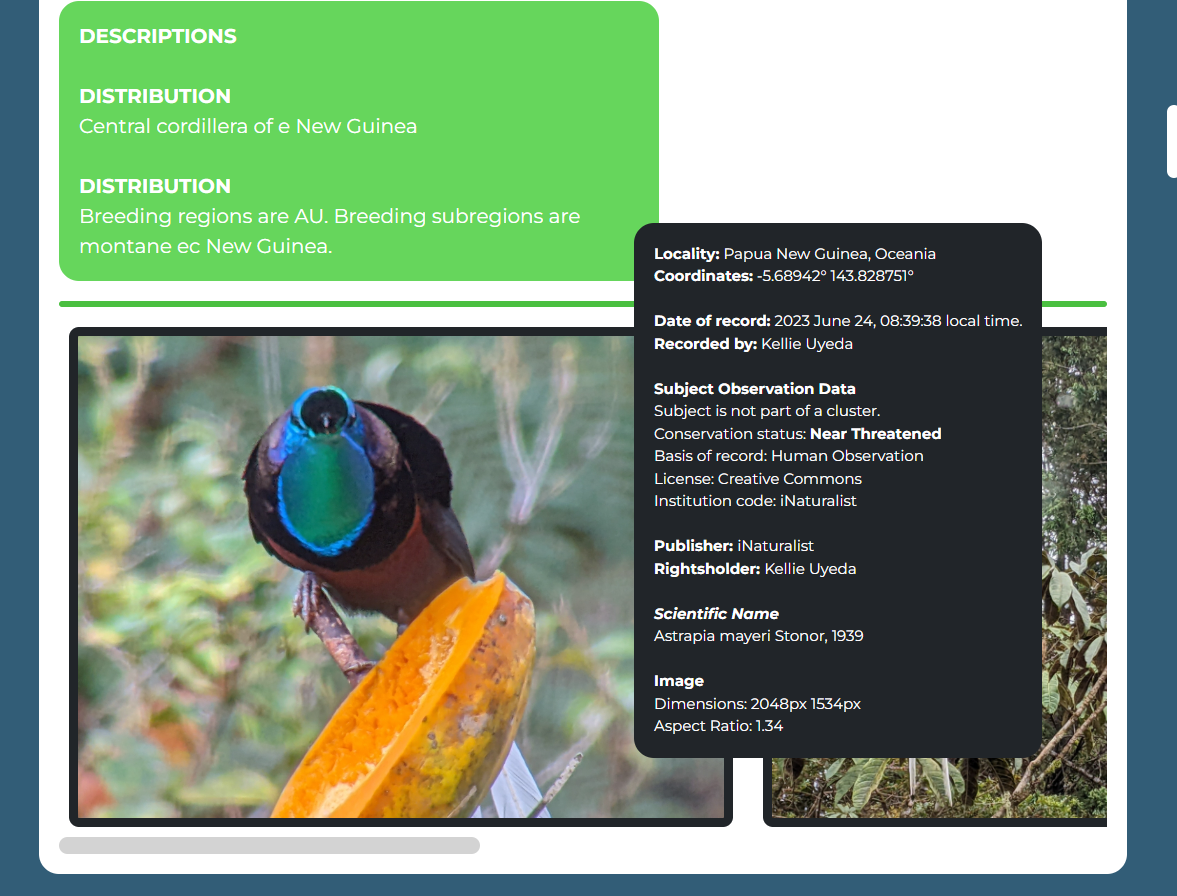 DESCRIPTIONS
DISTRIBUTION
Central cordillera of e New Guinea
DISTRIBUTION
Breeding regions are AU. Breeding subregions are
montane ec New Guinea.
Locality: Papua New Guinea, Oceania
Coordinates: -5.68942° 143.828751°
Date of record: 2023 June 24, 08:39:38 local time.
Recorded by: Kellie Uyeda
Subject Observation Data
Subject is not part of a cluster.
Conservation status: Near Threatened
Basis of record: Human Observation
License: Creative Commons
Institution code: iNaturalist
Publisher: iNaturalist
Rightsholder: Kellie Uyeda
Scientific Name
Astrapia mayeri Stonor, 1939
Image
Dimensions: 2048px 1534px
Aspect Ratio: 1.34